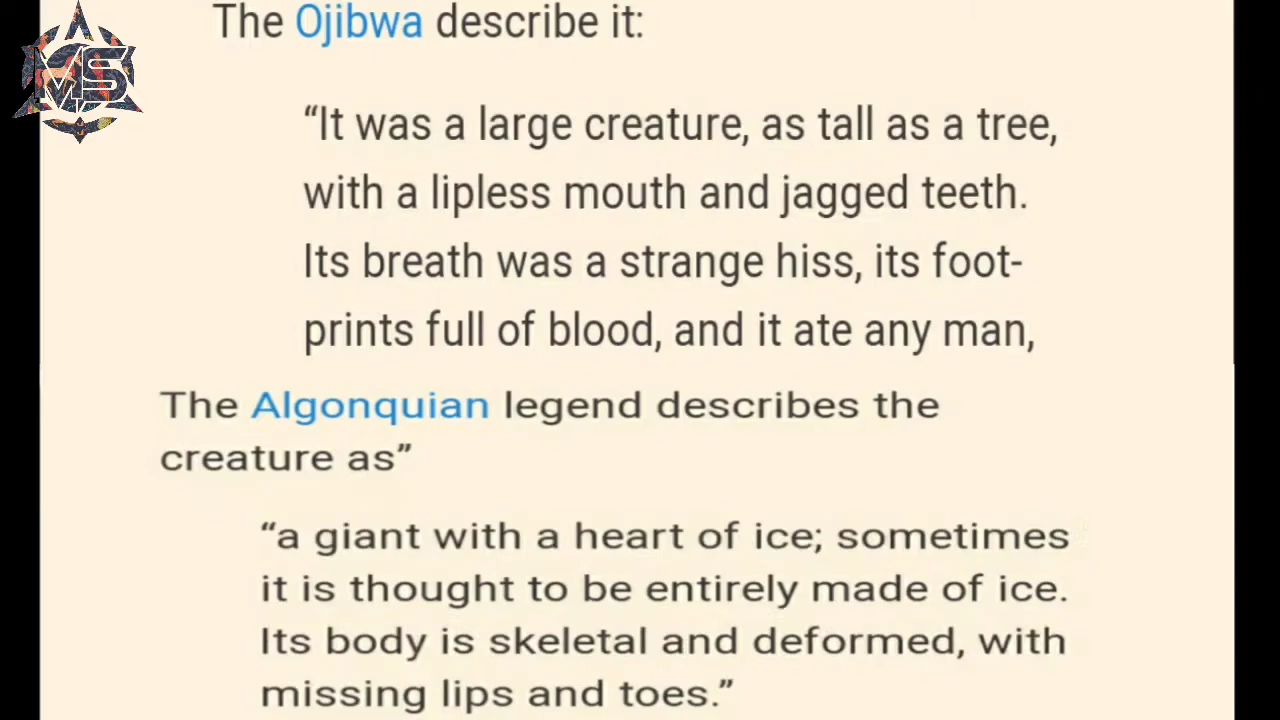 The Ojibwa describe it:
“It was a large creature, as tall as a tree,
with a lipless mouth and jagged teeth.
Its breath was a strange hiss, its foot-
prints full of blood, and it ate any man,
The Algonquian legend describes the
creature as”
“a giant with a heart of ice; sometimes
it is thought to be entirely made of ice.
Its body is skeletal and deformed, with
missing lips and toes.”
MS